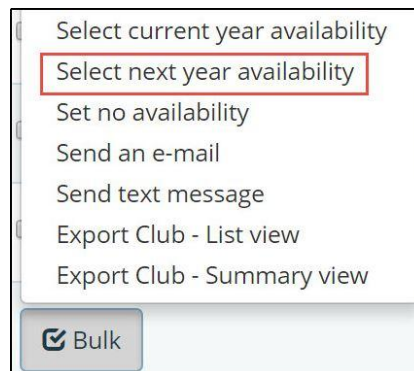 Select current year availability
Select next year availability
Set no availability
Send an e-mail
Send text message
Export Club - List view
Export Club - Summary view
Bulk